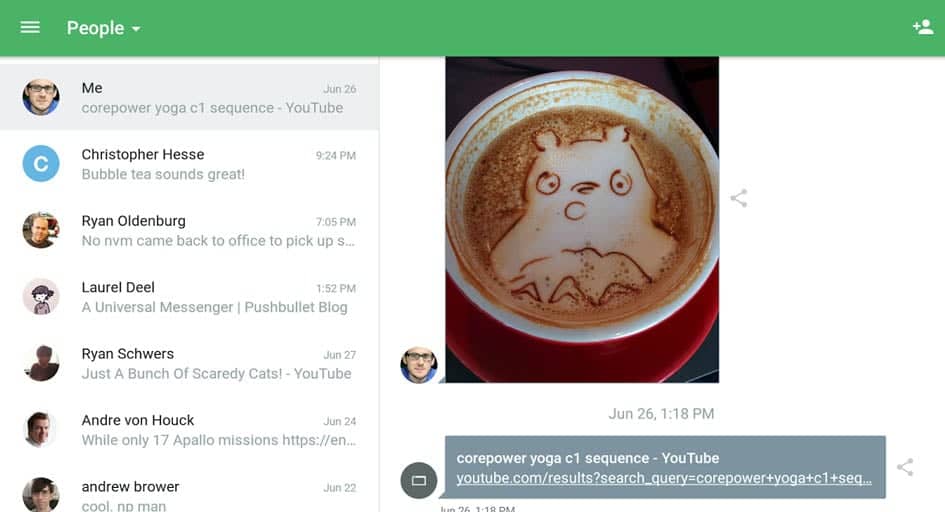 People
Me
Jun 26
corepower yoga c1 sequence - YouTube
C
Christopher Hesse
9:24 PM
Bubble tea sounds great!
Ryan Oldenburg
7:05 PM
No nvm came back to office to pick up s...
Laurel Deel
1:52 PM
A Universal Messenger | Pushbullet Blog
Ryan Schwers
Jun 27
Just A Bunch Of Scaredy Cats! - YouTube
Andre von Houck
Jun 24
While only 17 Apallo missions https://en...
andrew brower
Jun 22
cool. np man
Jun 26, 1:18 PM
corepower yoga c1 sequence - YouTube
youtube.com/results?search_query=corepower+yoga+c1+seq...
Jun 26, 1:18 PM